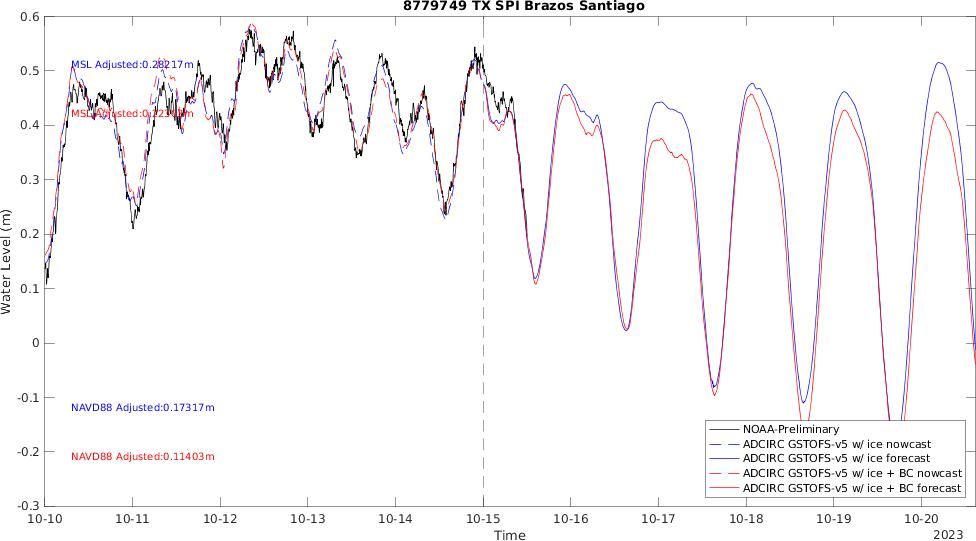 8779749 TX SPI Brazos Santiago
0.6
0.5
0.4
0.3
0.2
0.1
0
-0.1
-0.2
-0.3
Water Level (m)
MSL Adjusted:0.28217m
MSL Adjusted:
NAVD88 Adjusted:0.17317m
NAVD88 Adjusted:0.11403m
NOAA-Preliminary
ADCIRC GSTOFS-v5 w/ ice nowcast
ADCIRC GSTOFS-v5 w/ ice forecast
ADCIRC GSTOFS-v5 w/ ice + BC nowcast
ADCIRC GSTOFS-v5 w/ ice + BC forecast
10-10 10-11 10-12 10-13 10-14 10-15 10-16 10-17 10-18 10-19 10-20
Time
2023